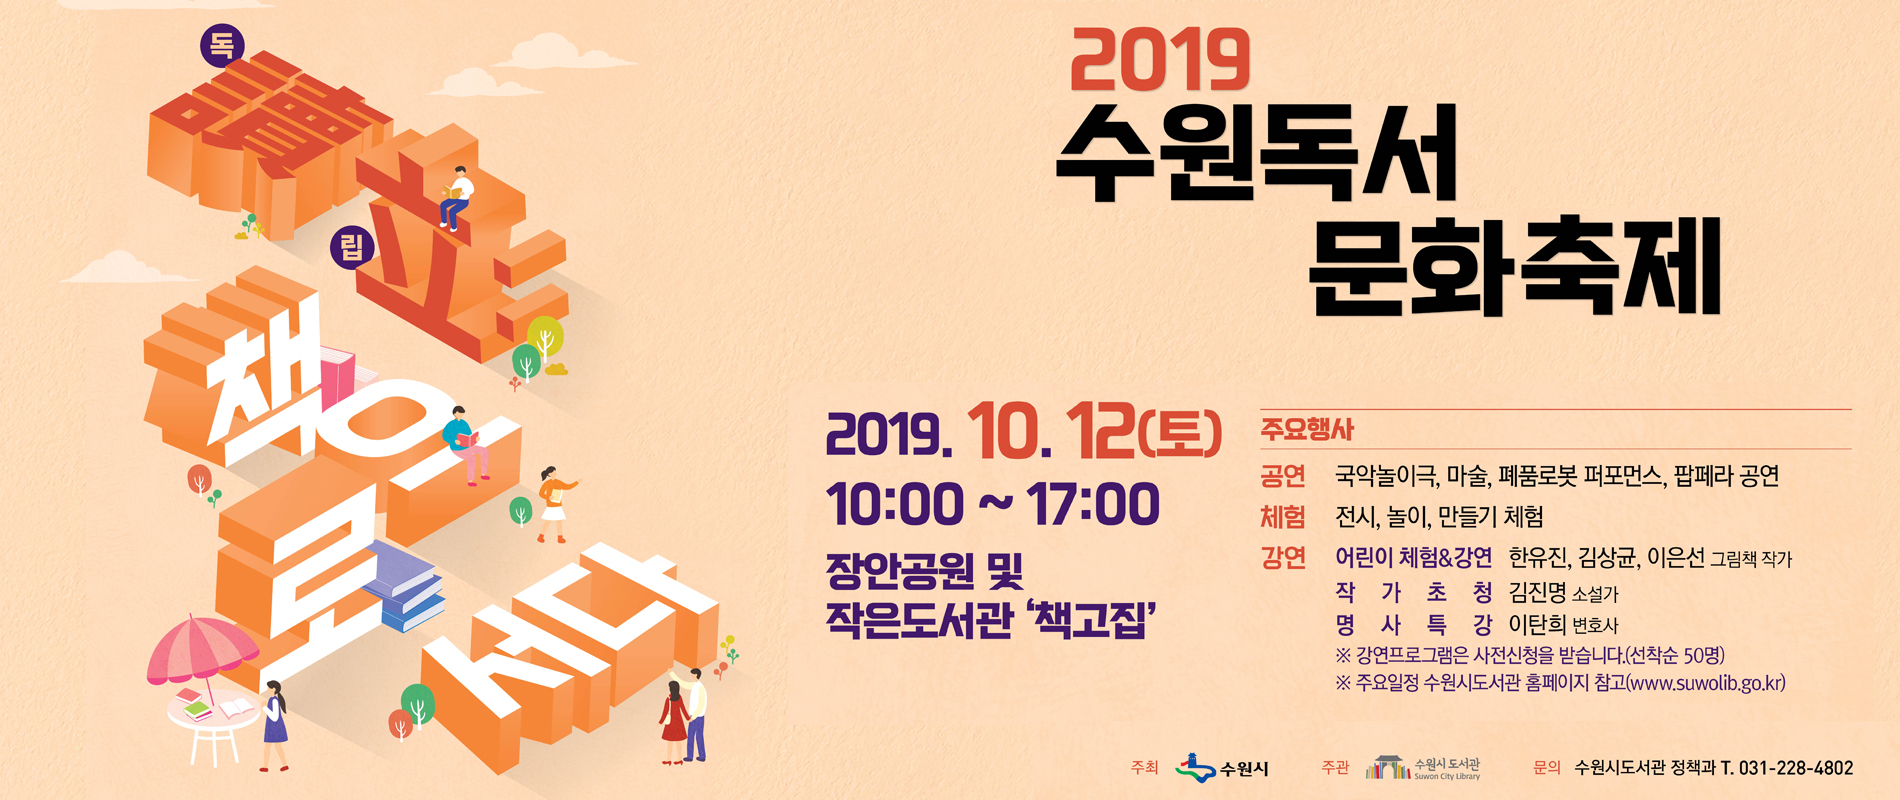 독
讀
立
립
책으
로
서다
2019
수원독서
문화축제
2019. 10. 12(토)
10:00 ~ 17:00
장안공원 및
작은도서관 ‘책고집’
주요행사
공연 국악놀이극, 마술, 폐품로봇 퍼포먼스, 팝페라 공연
체험 전시, 놀이, 만들기 체험
강연 어린이 체험&강연 한유진, 김상균, 이은선 그림책 작가
작 가 초 청 김진명 소설가
명 사 특 강 이탄희 변호사
※ 강연프로그램은 사전신청을 받습니다.(선착순 50명)
※ 주요일정 수원시도서관 홈페이지 참고(www.suwolib.go.kr)
주최 수원시 주관 수원시 도서관 Suwon City Library 문의 수원시도서관 정책과 T. 031-228-4802